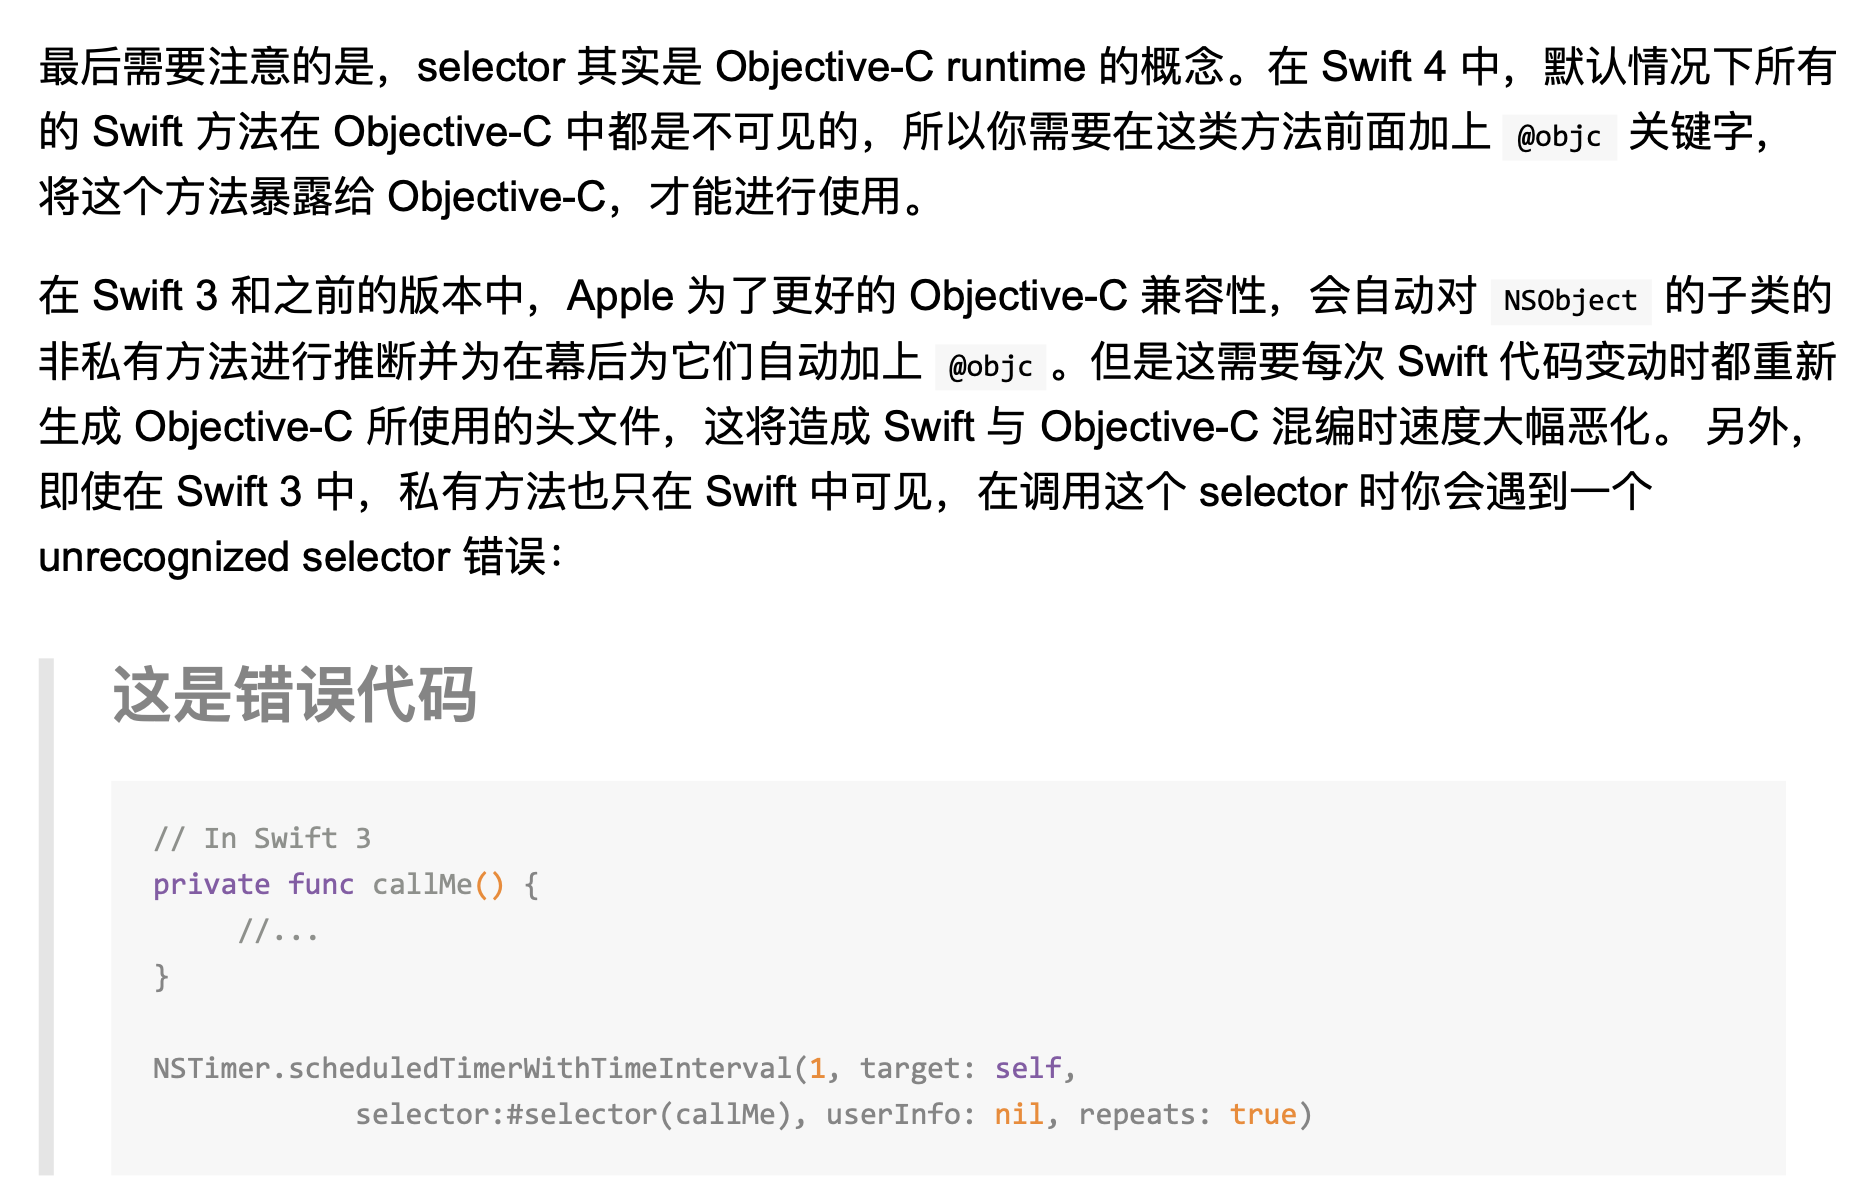 最后需要注意的是，selector 其实是 Objective-C runtime 的概念。在 Swift 4 中，默认情况下所有
的 Swift 方法在 Objective-C 中都是不可见的，所以你需要在这类方法前面加上 @objc 关键字，
将这个方法暴露给 Objective-C，才能进行使用。
在 Swift 3 和之前的版本中，Apple 为了更好的 Objective-C 兼容性，会自动对 NSObject 的子类的
非私有方法进行推断并为在幕后为它们自动加上 @objc 。但是这需要每次 Swift 代码变动时都重新
生成 Objective-C 所使用的头文件，这将造成 Swift 与 Objective-C 混编时速度大幅恶化。 另外，
即使在 Swift 3 中，私有方法也只在 Swift 中可见，在调用这个 selector 时你会遇到一个
unrecognized selector 错误：
这是错误代码
// In Swift 3
private func callMe() {
     //...
}
NSTimer.scheduledTimerWithTimeInterval(1, target: self,
            selector:#selector(callMe), userInfo: nil, repeats: true)